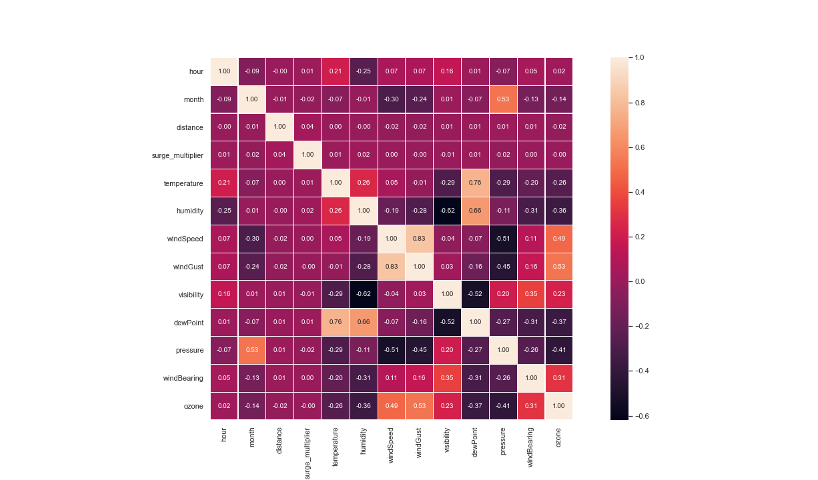 hour 1.00 -0.09 -0.00 0.01 0.21 -0.25 0.07 0.07 0.16 0.01 -0.07 0.05 0.02
month -0.09 1.00 -0.01 -0.02 -0.07 -0.01 -0.30 -0.24 0.01 -0.07 0.53 -0.13 -0.14
distance -0.00 -0.01 1.00 0.04 0.00 -0.00 -0.02 -0.02 0.01 0.01 0.01 0.01 -0.02
surge_multiplier 0.01 -0.02 0.04 1.00 0.01 0.02 0.00 -0.00 -0.01 0.01 -0.02 0.00 -0.00
temperature 0.21 -0.07 0.00 0.01 1.00 0.26 0.05 -0.01 -0.29 0.76 -0.29 -0.20 -0.26
humidity -0.25 -0.01 -0.00 0.02 0.26 1.00 -0.19 -0.28 -0.62 0.66 -0.11 -0.31 -0.36
windSpeed 0.07 -0.30 -0.02 0.00 0.05 -0.19 1.00 0.83 -0.04 -0.07 -0.51 0.11 0.49
windGust 0.07 -0.24 -0.02 -0.00 -0.01 -0.28 0.83 1.00 0.03 -0.16 -0.45 0.16 0.53
visibility 0.16 0.01 0.01 -0.01 -0.29 -0.62 -0.04 0.03 1.00 -0.52 0.20 0.35 0.23
dewPoint 0.01 -0.07 0.01 0.01 0.76 0.66 -0.07 -0.16 -0.52 1.00 -0.27 -0.31 -0.37
pressure -0.07 0.53 0.01 -0.02 -0.29 -0.11 -0.51 -0.45 0.20 -0.27 1.00 -0.26 -0.41
windBearing 0.05 -0.13 0.01 0.00 -0.20 -0.31 0.11 0.16 0.35 -0.31 -0.26 1.00 0.31
ozone 0.02 -0.14 -0.02 -0.00 -0.26 -0.36 0.49 0.53 0.23 -0.37 -0.41 0.31 1.00
hour month distance surge_multiplier temperature humidity windSpeed windGust visibility dewPoint pressure windBearing ozone
1.0
0.8
0.6
0.4
0.2
0.0
-0.2
-0.4
-0.6